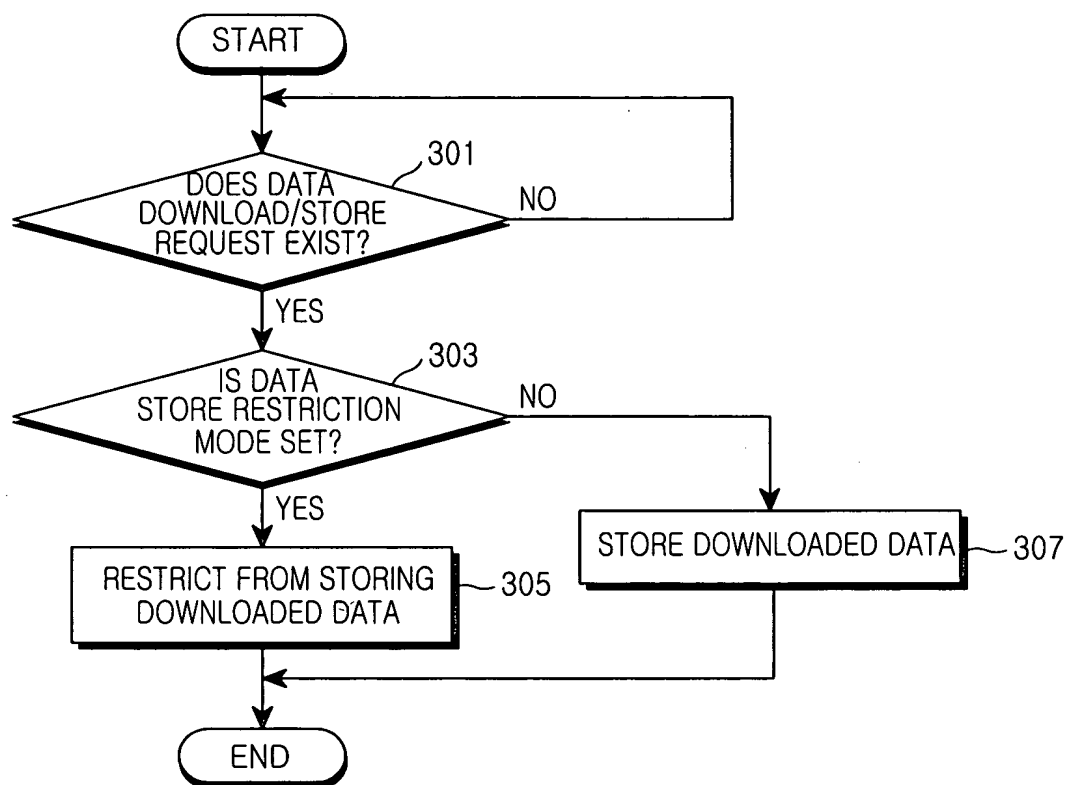 START
301
DOES DATA
DOWNLOAD/STORE
REQUEST EXIST?
NO
YES
303
IS DATA
STORE RESTRICTION
MODE SET?
NO
YES
RESTRICT FROM STORING
DOWNLOADED DATA
305
STORE DOWNLOADED DATA
307
END